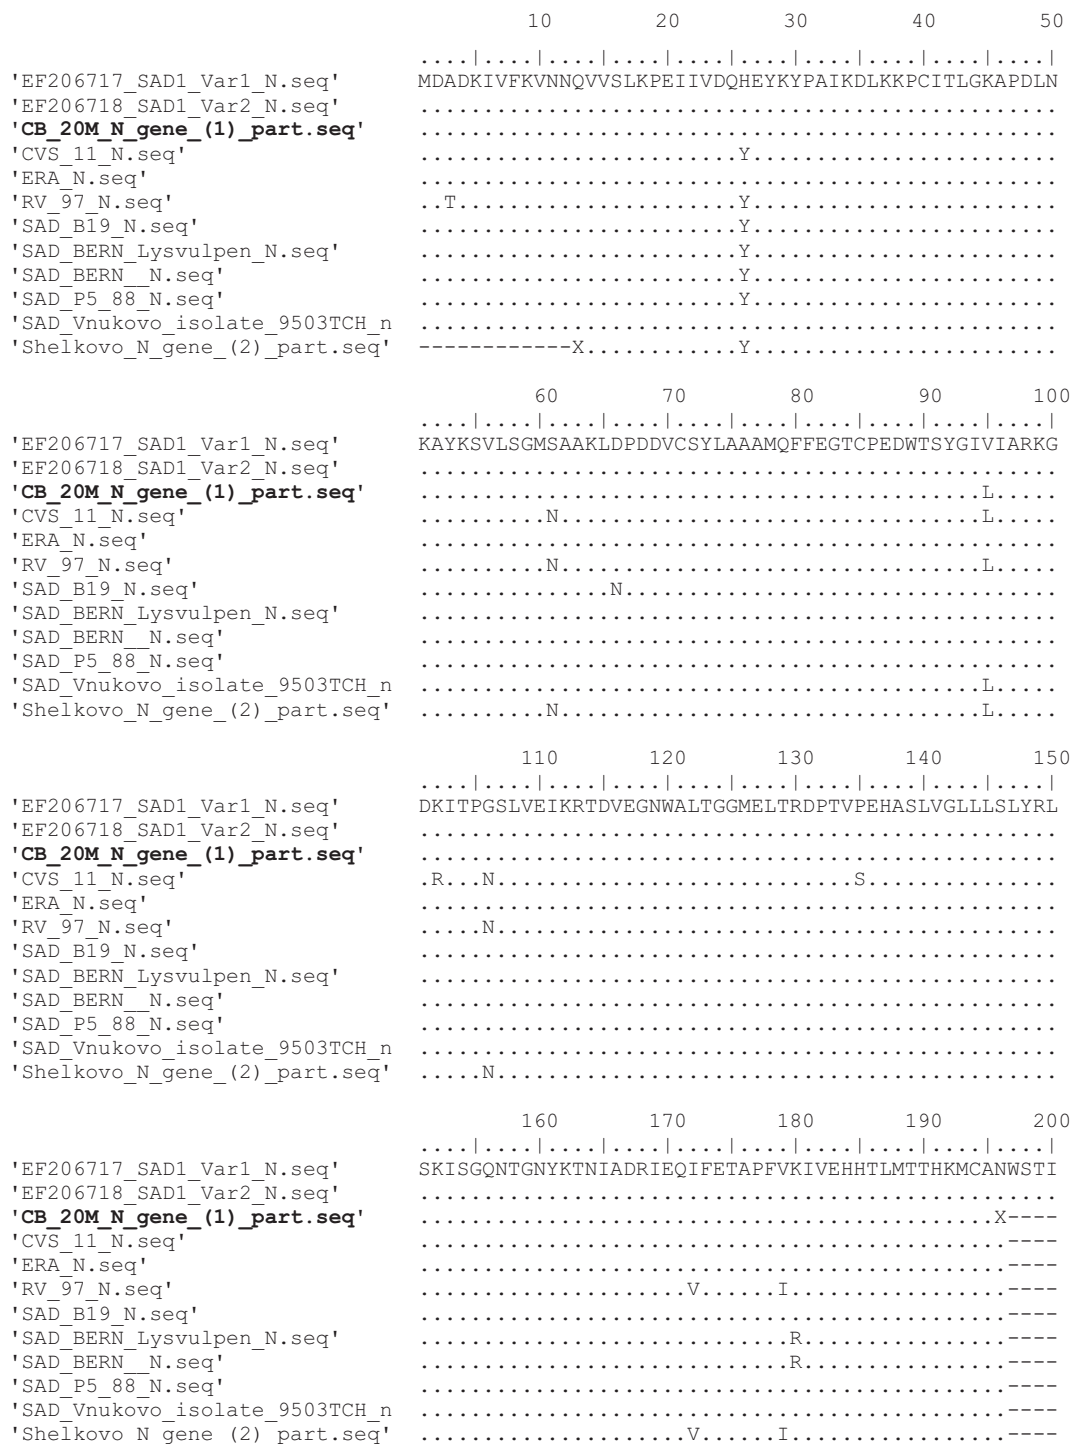 10 20 30 40 50
....|....|....|....|....|....|....|....|....|....|
'EF206717_SAD1_Var1_N.seq' MDADKIVFKVNNQVVSLKPEIIVDQHEYKYPAIKDLKKPCITLGKAPDLN
'EF206718_SAD1_Var2_N.seq' ..................................................
'CB_20M_N_gene_(1)_part.seq' ..................................................
'CVS_11_N.seq' .........................Y........................
'ERA_N.seq' ..................................................
'RV_97_N.seq' ..T......................Y........................
'SAD_B19_N.seq' .........................Y........................
'SAD_BERN_Lysvulpen_N.seq' .........................Y........................
'SAD_BERN__N.seq' .........................Y........................
'SAD_P5_88_N.seq' .........................Y........................
'SAD_Vnukovo_isolate_9503TCH_n ..................................................
'Shelkovo_N_gene_(2)_part.seq' ------------X............Y........................
60 70 80 90 100
....|....|....|....|....|....|....|....|....|....|
'EF206717_SAD1_Var1_N.seq' KAYKSVLSGMSAAKLDPDDVCSYLAAAMQFFEGTCPEDWTSYGIVIARKG
'EF206718_SAD1_Var2_N.seq' ..................................................
'CB_20M_N_gene_(1)_part.seq' ............................................L.....
'CVS_11_N.seq' ..........N.................................L.....
'ERA_N.seq' ..................................................
'RV_97_N.seq' ..........N.................................L.....
'SAD_B19_N.seq' ...............N..................................
'SAD_BERN_Lysvulpen_N.seq' ..................................................
'SAD_BERN__N.seq' ..................................................
'SAD_P5_88_N.seq' ..................................................
'SAD_Vnukovo_isolate_9503TCH_n ............................................L.....
'Shelkovo_N_gene_(2)_part.seq' ..........N.................................L.....
110 120 130 140 150
....|....|....|....|....|....|....|....|....|....|
'EF206717_SAD1_Var1_N.seq' DKITPGSLVEIKRTDVEGNWALTGGMELTRDPTVPEHASLVGLLLSLYRL
'EF206718_SAD1_Var2_N.seq' ..................................................
'CB_20M_N_gene_(1)_part.seq' ..................................................
'CVS_11_N.seq' .R...N............................S...............
'ERA_N.seq' ..................................................
'RV_97_N.seq' .....N............................................
'SAD_B19_N.seq' ..................................................
'SAD_BERN_Lysvulpen_N.seq' ..................................................
'SAD_BERN__N.seq' ..................................................
'SAD_P5_88_N.seq' ..................................................
'SAD_Vnukovo_isolate_9503TCH_n ..................................................
'Shelkovo_N_gene_(2)_part.seq' .....N............................................
160 170 180 190 200
....|....|....|....|....|....|....|....|....|....|
'EF206717_SAD1_Var1_N.seq' SKISGQNTGNYKTNIADRIEQIFETAPFVKIVEHHTLMTTHKMCANWSTI
'EF206718_SAD1_Var2_N.seq' ..................................................
'CB_20M_N_gene_(1)_part.seq' .............................................X----
'CVS_11_N.seq' ..............................................----
'ERA_N.seq' ..............................................----
'RV_97_N.seq' .....................V......I.................----
'SAD_B19_N.seq' ..............................................----
'SAD_BERN_Lysvulpen_N.seq' .............................R................----
'SAD_BERN__N.seq' .............................R................----
'SAD_P5_88_N.seq' ..............................................----
'SAD_Vnukovo_isolate_9503TCH_n ..............................................----
'Shelkovo_N_gene_(2)_part.seq' .....................V......I.................----